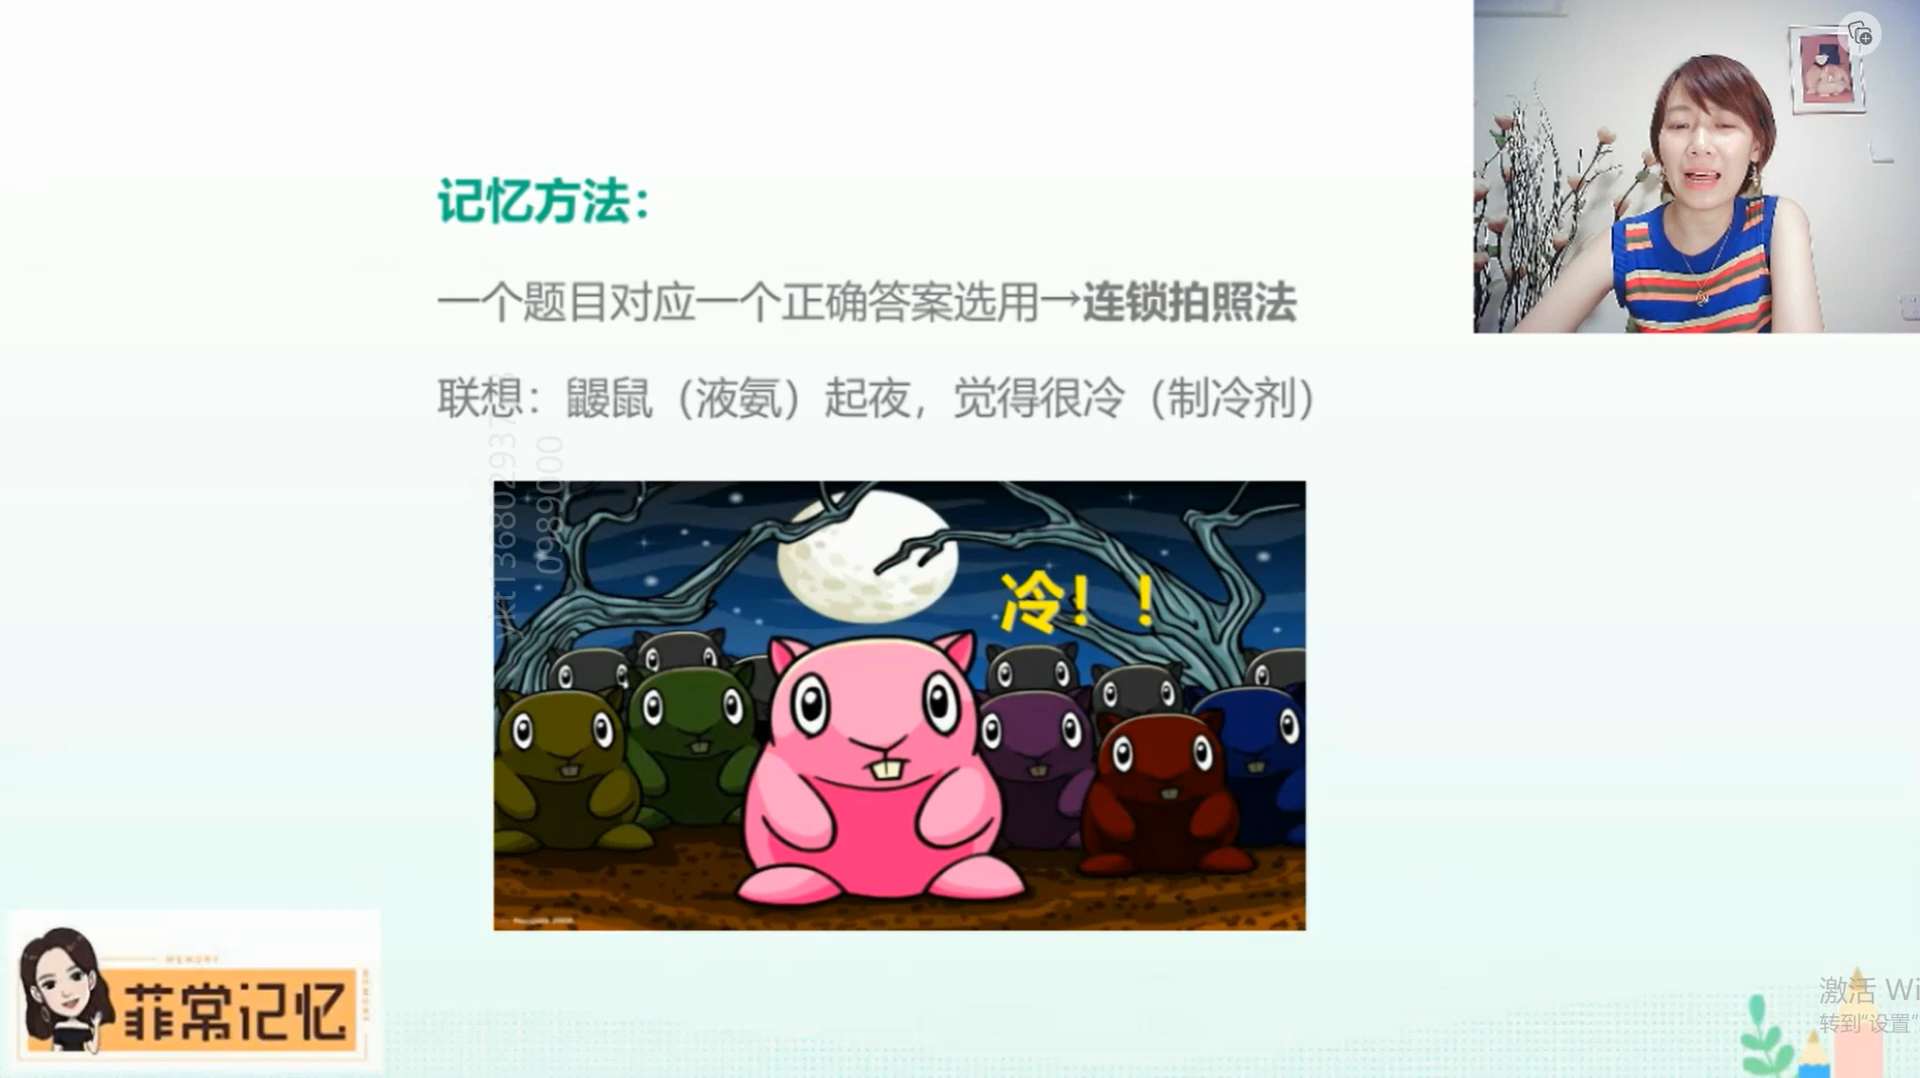 记忆方法：
一个题目对应一个正确答案选用→连锁拍照法
联想：鼹鼠（液氨）起夜，觉得很冷（制冷剂）
冷！！
MEMORY
菲常记忆
激活 Wi
转到"设置"